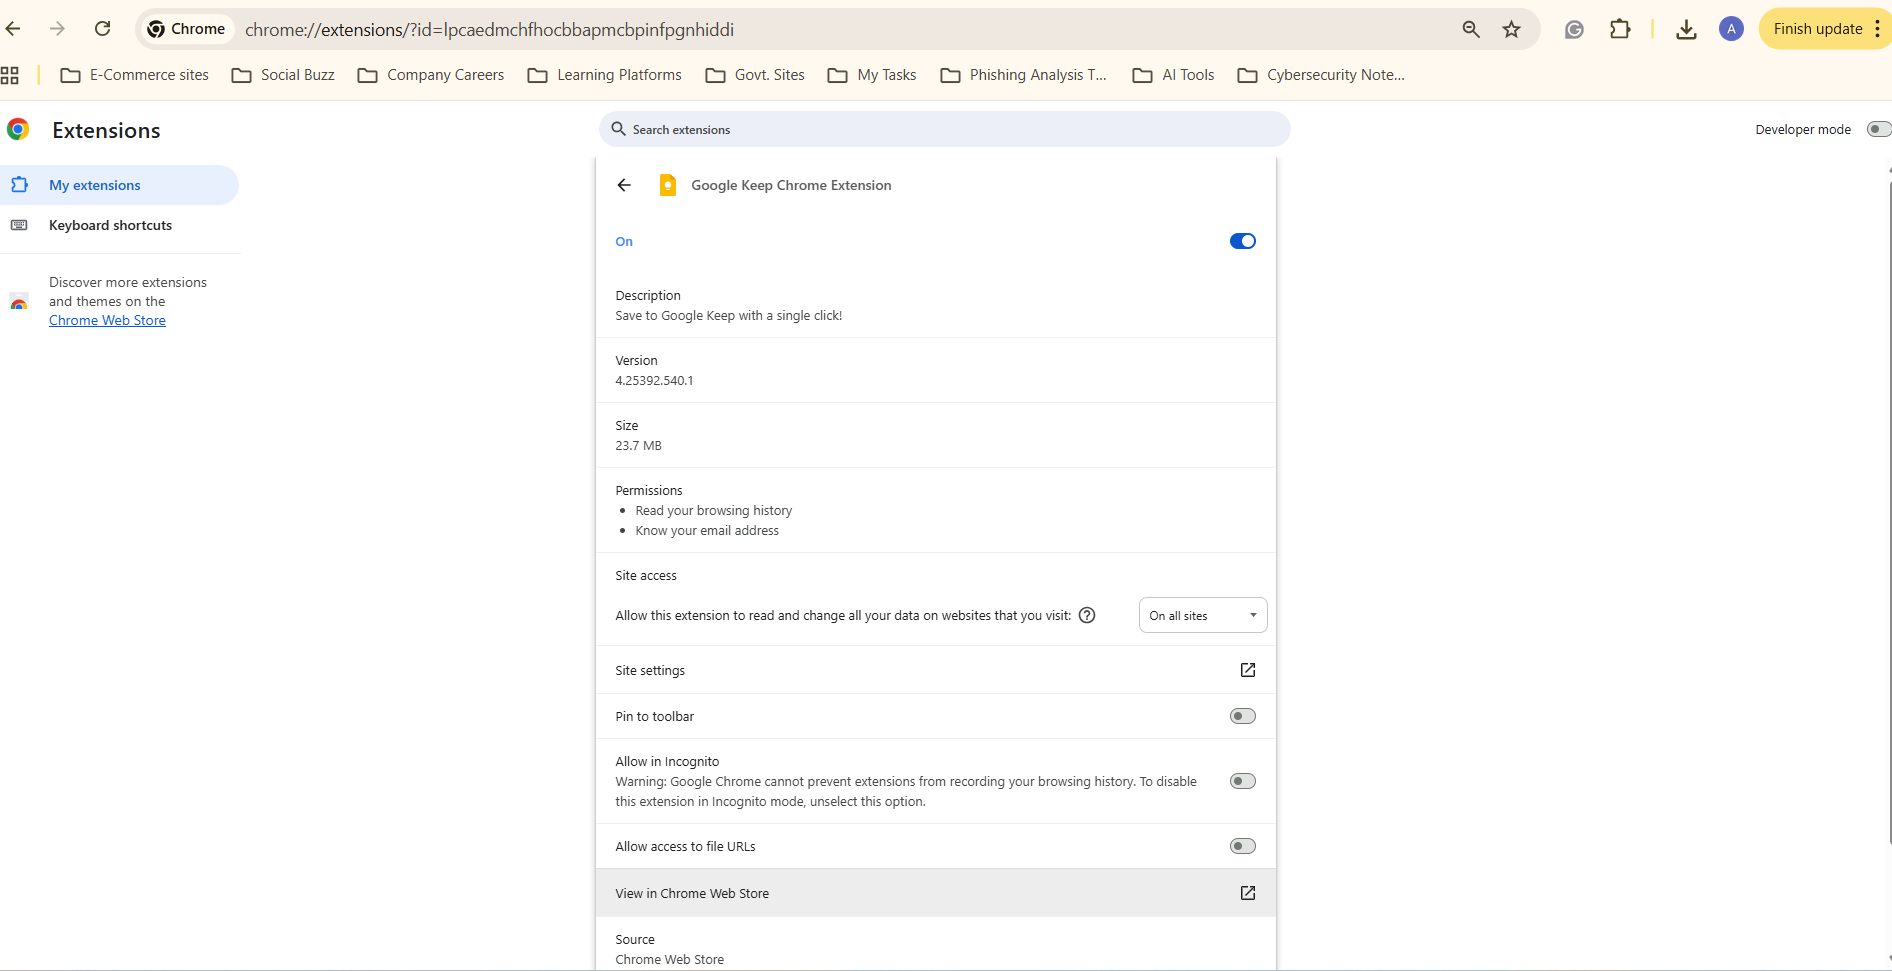 Chrome
chrome://extensions/?id=lpcaedmchfhocbbapmcbpinfpgnhiddi
A
Finish update
E-Commerce sites
Social Buzz
Company Careers
Learning Platforms
Govt. Sites
My Tasks
Phishing Analysis T...
AI Tools
Cybersecurity Note...
Extensions
Search extensions
Developer mode
My extensions
Keyboard shortcuts
Discover more extensions
and themes on the
Chrome Web Store
Google Keep Chrome Extension
On
Description
Save to Google Keep with a single click!
Version
4.25392.540.1
Size
23.7 MB
Permissions
• Read your browsing history
• Know your email address
Site access
Allow this extension to read and change all your data on websites that you visit:
On all sites
Site settings
Pin to toolbar
Allow in Incognito
Warning: Google Chrome cannot prevent extensions from recording your browsing history. To disable
this extension in Incognito mode, unselect this option.
Allow access to file URLs
View in Chrome Web Store
Source
Chrome Web Store